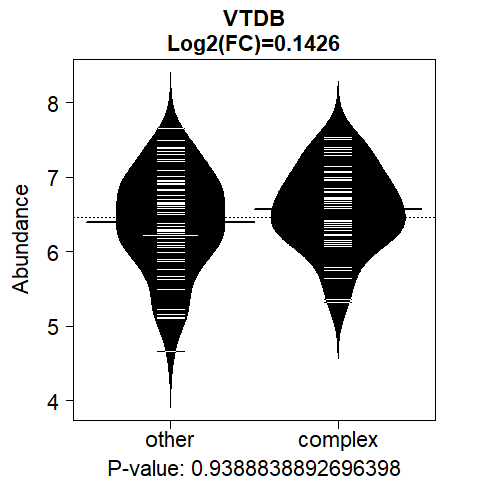 VTDB
Log2(FC)=0.1426
Abundance
8
7
6
5
4
other complex
P-value: 0.9388838892696398